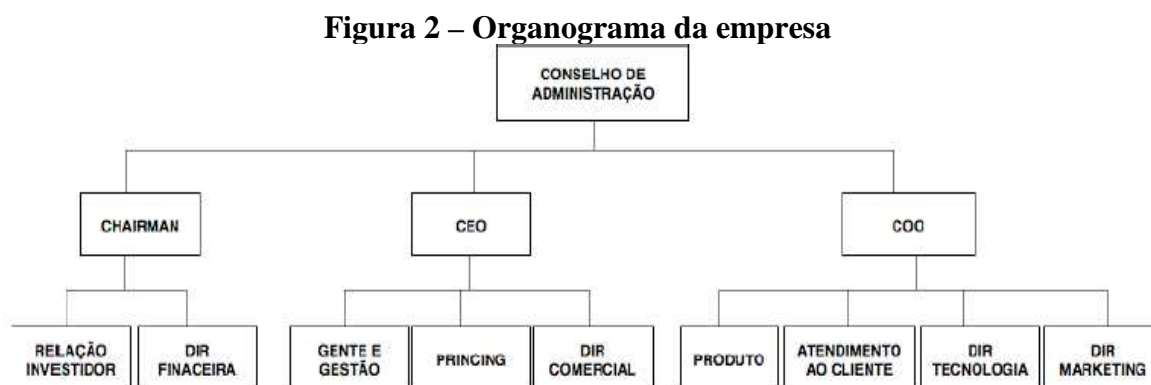 Figura 2 – Organograma da empresa
CONSELHO DE
ADMINISTRAÇÃO
CHAIRMAN
CEO
COO
RELAÇÃO
INVESTIDOR
DIR
FINACEIRA
GENTE E
GESTÃO
PRINCING
DIR
COMERCIAL
PRODUTO
ATENDIMENTO
AO CLIENTE
DIR
TECNOLOGIA
DIR
MARKETING